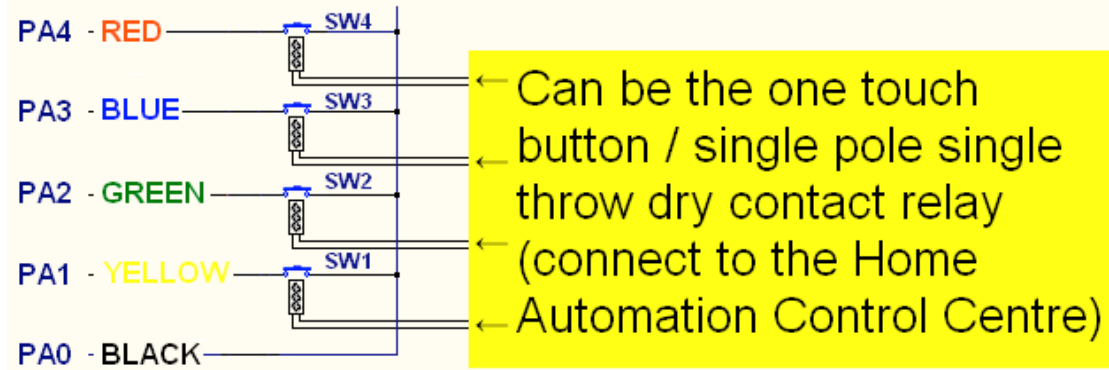 PA4 - RED SW4
PA3 - BLUE SW3
PA2 - GREEN SW2
PA1 - YELLOW SW1
PA0 - BLACK
← Can be the one touch
← button / single pole single
throw dry contact relay
← (connect to the Home
← Automation Control Centre)